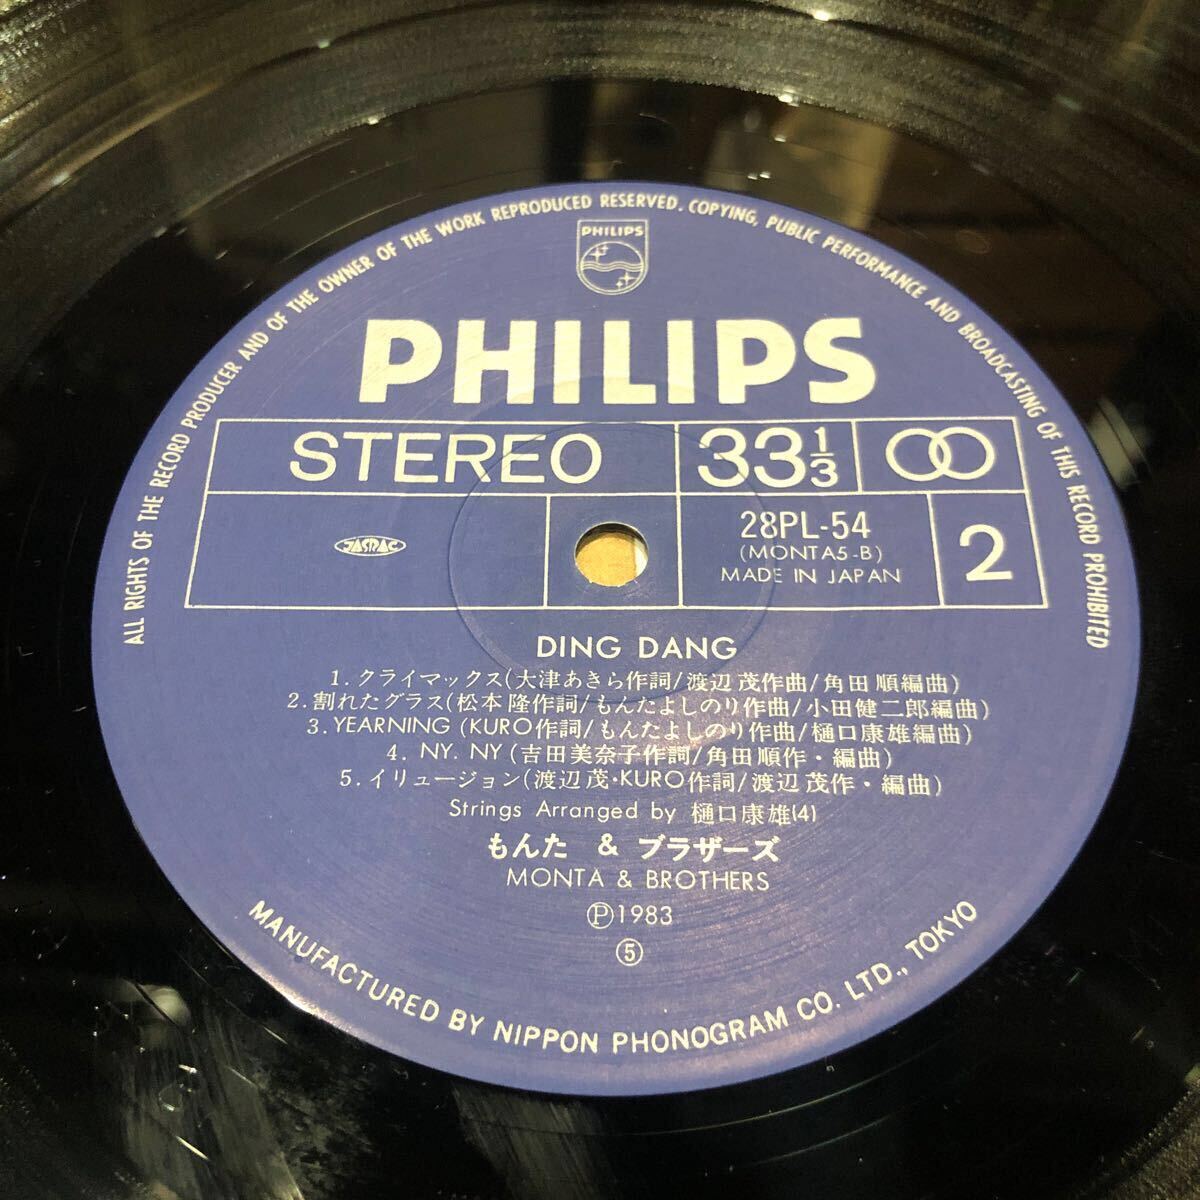 ALL RIGHTS OF THE RECORD PRODUCER AND OF THE OWNER OF THE WORK REPRODUCED RESERVED. COPYING, PUBLIC PERFORMANCE AND BROADCASTING OF THIS RECORD PROHIBITED
PHILIPS
PHILIPS
STEREO 33 1/3
JASRAC
28PL-54
(MONTA5-B)
MADE IN JAPAN
2
DING DANG
1. クライマックス(大津あきら作詞/渡辺 茂作曲/角田 順編曲)
2. 割れたグラス(松本 隆作詞/もんたよしのり作曲/小田健二郎編曲)
3. YEARNING (KURO作詞/もんたよしのり作曲/樋口康雄編曲)
4. NY. NY (吉田美奈子作詞/角田順作・編曲)
5. イリュージョン(渡辺茂・KURO作詞/渡辺 茂作・編曲)
Strings Arranged by 樋口康雄(4)
もんた & ブラザーズ
MONTA & BROTHERS
Ⓟ1983
⑤
MANUFACTURED BY NIPPON PHONOGRAM CO. LTD., TOKYO